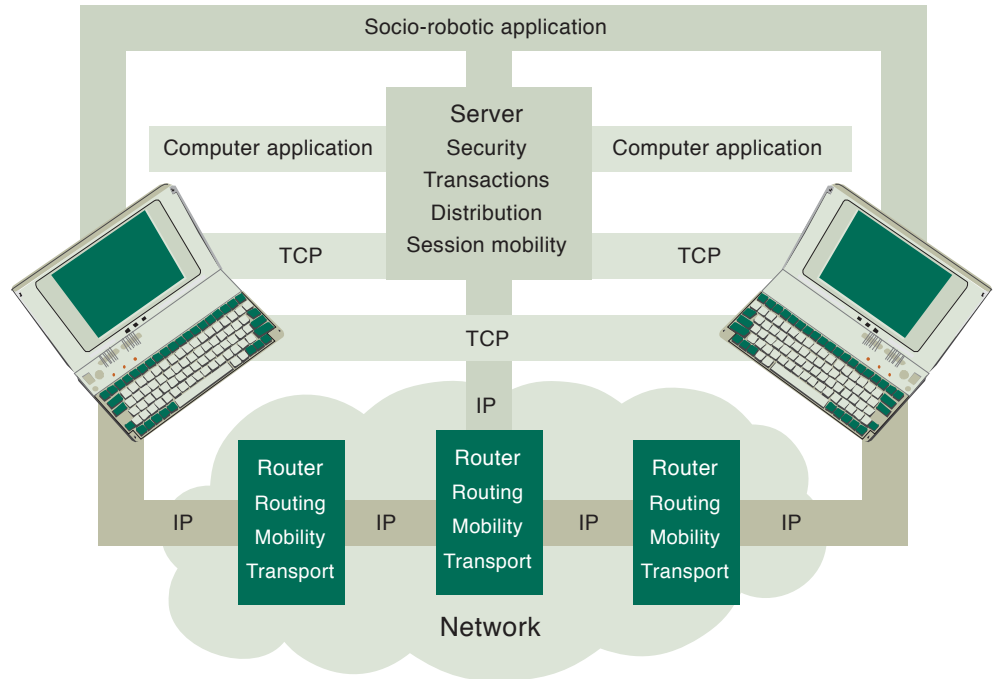 Socio-robotic application
Server
Security
Transactions
Distribution
Session mobility
Computer application
Computer application
TCP
TCP
TCP
IP
Router
Routing
Mobility
Transport
Router
Routing
Mobility
Transport
Router
Routing
Mobility
Transport
IP
IP
IP
IP
Network